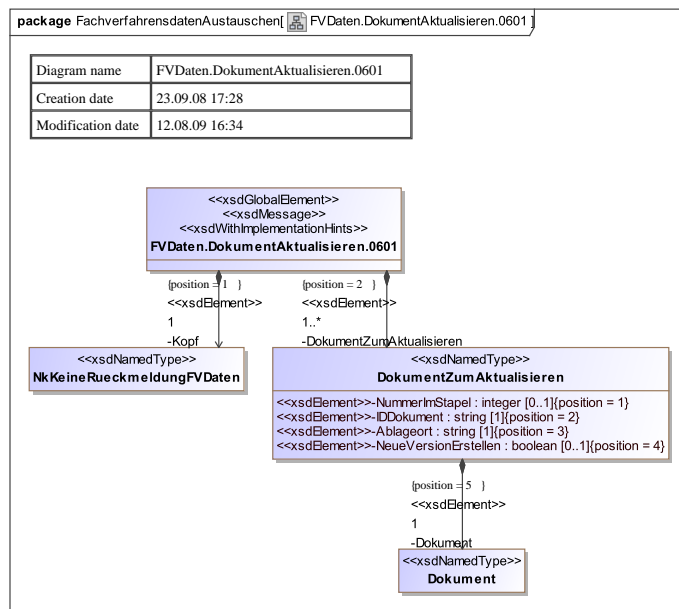 package FachverfahrensdatenAustauschen[ FVDaten.DokumentAktualisieren.0601 ]
Diagram name FVDaten.DokumentAktualisieren.0601
Creation date 23.09.08 17:28
Modification date 12.08.09 16:34
<<xsdGlobalElement>>
<<xsdMessage>>
<<xsdWithImplementationHints>>
FVDaten.DokumentAktualisieren.0601
{position = 1 }
<<xsdElement>>
1
-Kopf
{position = 2 }
<<xsdElement>>
1..*
-DokumentZumAktualisieren
<<xsdNamedType>>
NkKeineRueckmeldungFVDaten
<<xsdNamedType>>
DokumentZumAktualisieren
<<xsdElement>>-NummerImStapel : integer [0..1]{position = 1}
<<xsdElement>>-IDDokument : string [1]{position = 2}
<<xsdElement>>-Ablageort : string [1]{position = 3}
<<xsdElement>>-NeueVersionErstellen : boolean [0..1]{position = 4}
{position = 5 }
<<xsdElement>>
1
-Dokument
<<xsdNamedType>>
Dokument